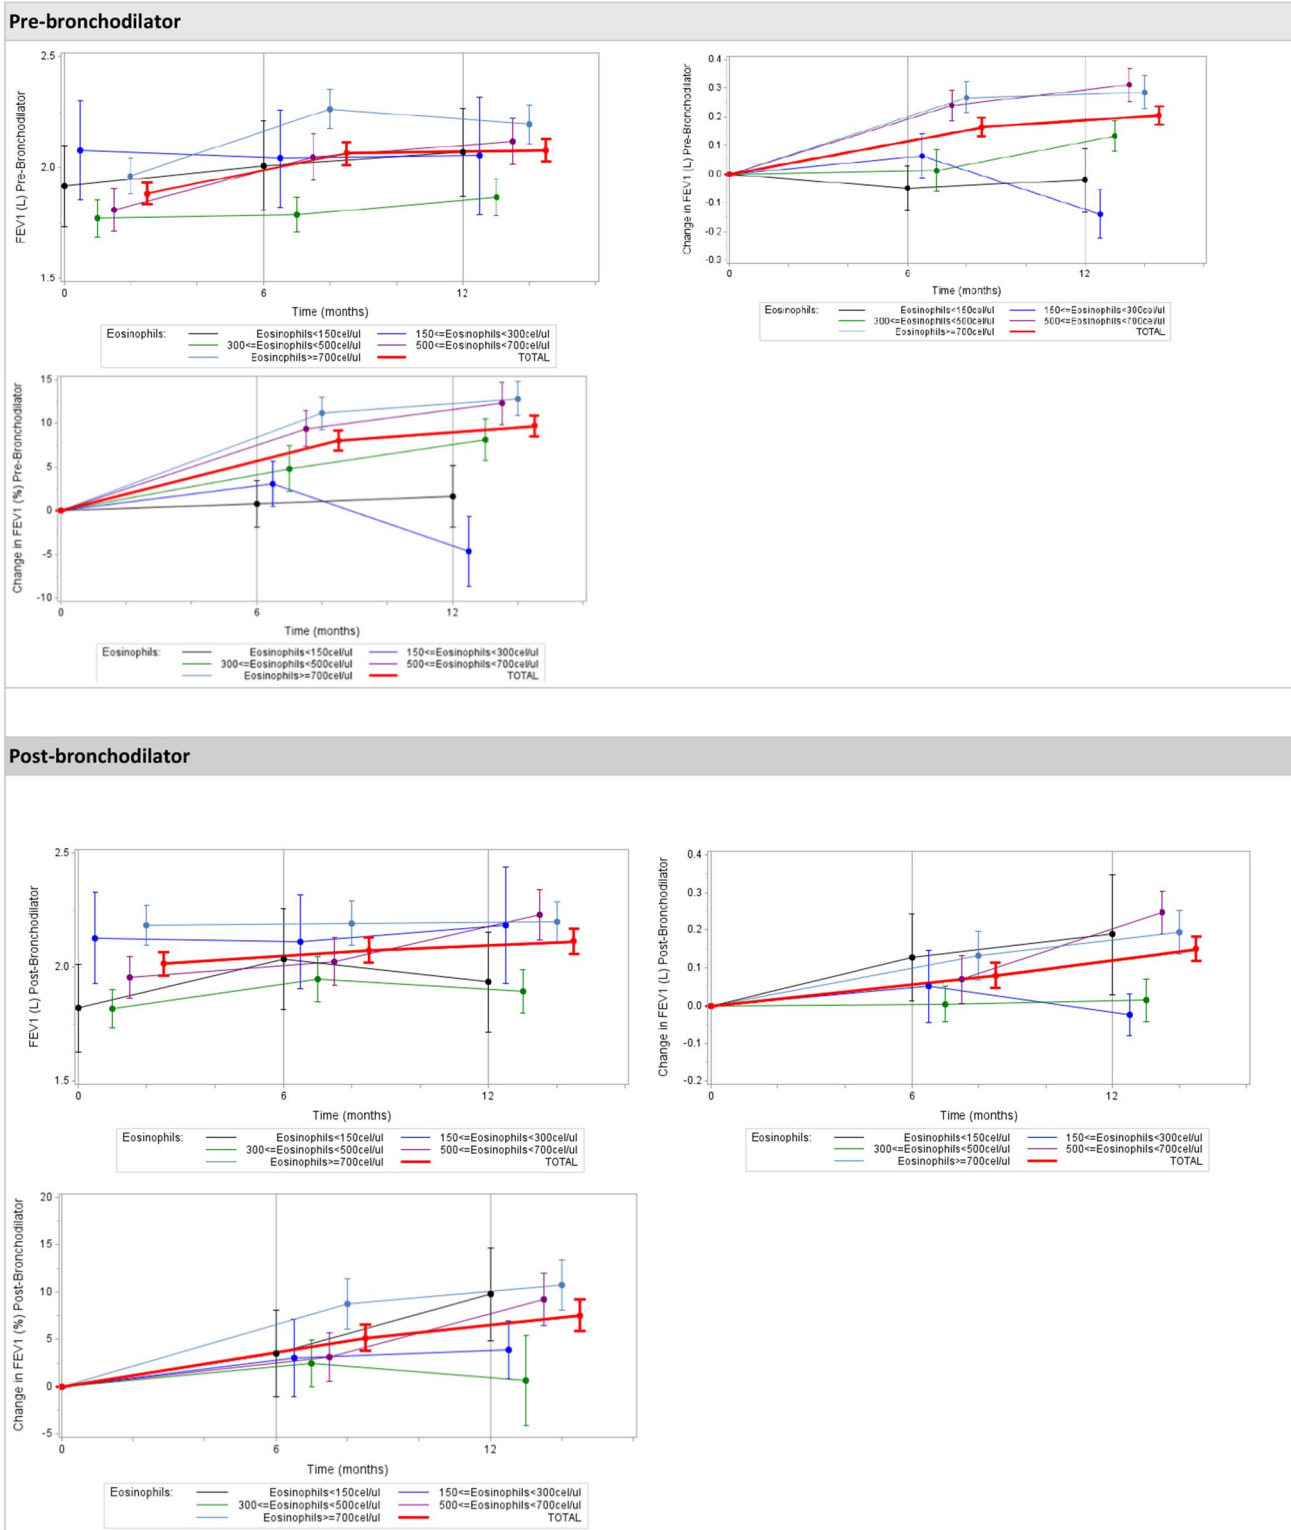 Pre-bronchodilator
FEV1 (L) Pre-Bronchodilator
2.5
2.0
1.5
0 6 12
Time (months)
Eosinophils: Eosinophils<150cel/ul 150<=Eosinophils<300cel/ul
300<=Eosinophils<500cel/ul 500<=Eosinophils<700cel/ul
Eosinophils>=700cel/ul TOTAL
Change in FEV1 (L) Pre-Bronchodilator
0.4
0.3
0.2
0.1
0.0
-0.1
-0.2
-0.3
0 6 12
Time (months)
Eosinophils: Eosinophils<150cel/ul 150<=Eosinophils<300cel/ul
300<=Eosinophils<500cel/ul 500<=Eosinophils<700cel/ul
Eosinophils>=700cel/ul TOTAL
Change in FEV1 (%) Pre-Bronchodilator
15
10
5
0
-5
-10
0 6 12
Time (months)
Eosinophils: Eosinophils<150cel/ul 150<=Eosinophils<300cel/ul
300<=Eosinophils<500cel/ul 500<=Eosinophils<700cel/ul
Eosinophils>=700cel/ul TOTAL
Post-bronchodilator
FEV1 (L) Post-Bronchodilator
2.5
2.0
1.5
0 6 12
Time (months)
Eosinophils: Eosinophils<150cel/ul 150<=Eosinophils<300cel/ul
300<=Eosinophils<500cel/ul 500<=Eosinophils<700cel/ul
Eosinophils>=700cel/ul TOTAL
Change in FEV1 (L) Post-Bronchodilator
0.4
0.3
0.2
0.1
0.0
-0.1
-0.2
0 6 12
Time (months)
Eosinophils: Eosinophils<150cel/ul 150<=Eosinophils<300cel/ul
300<=Eosinophils<500cel/ul 500<=Eosinophils<700cel/ul
Eosinophils>=700cel/ul TOTAL
Change in FEV1 (%) Post-Bronchodilator
20
15
10
5
0
-5
0 6 12
Time (months)
Eosinophils: Eosinophils<150cel/ul 150<=Eosinophils<300cel/ul
300<=Eosinophils<500cel/ul 500<=Eosinophils<700cel/ul
Eosinophils>=700cel/ul TOTAL